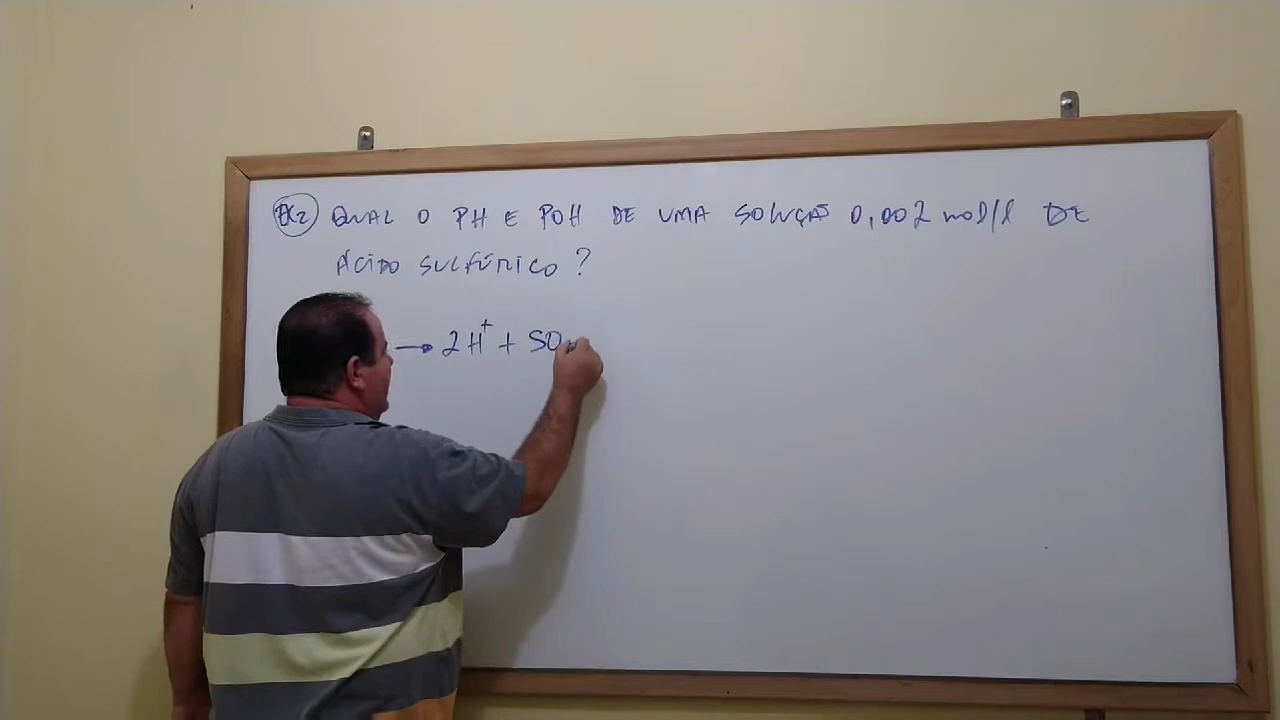 EX2 QUAL O PH E POH DE UMA SOLUÇÃO 0,002 mol/l DE
ÁCIDO SULFÚRICO ?
→ 2H⁺ + SO